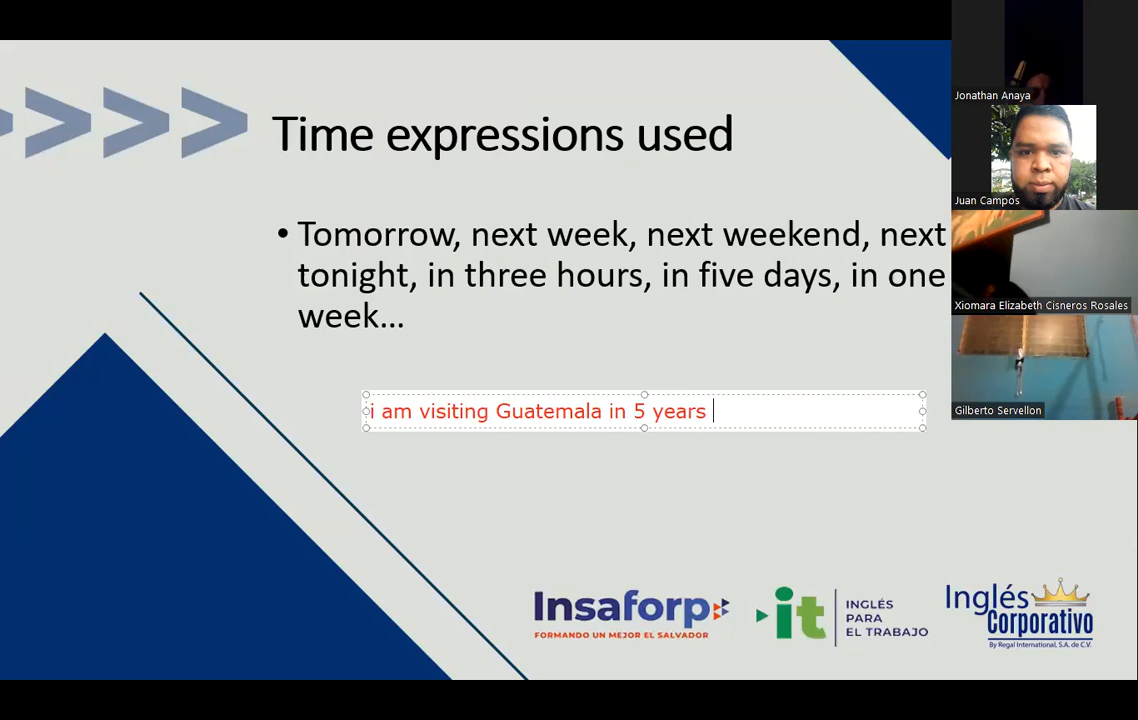 Time expressions used
• Tomorrow, next week, next weekend, next
tonight, in three hours, in five days, in one
week...
i am visiting Guatemala in 5 years
Jonathan Anaya
Juan Campos
Xiomara Elizabeth Cisneros Rosales
Gilberto Servellon
Insaforp
FORMANDO UN MEJOR EL SALVADOR
it
INGLÉS
PARA
EL TRABAJO
Inglés
Corporativo
By Regal International, S.A. de C.V.